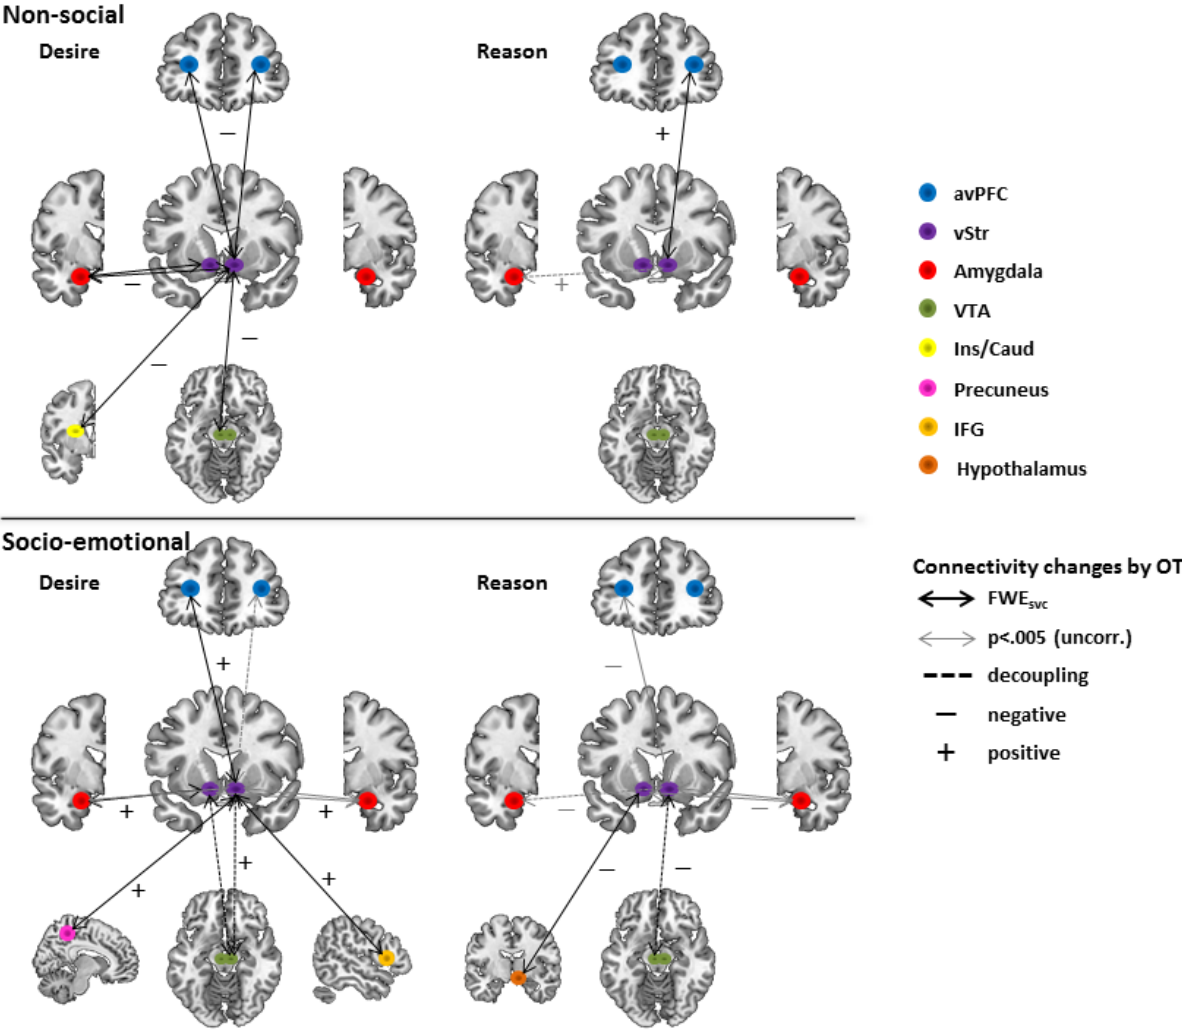 Non-social
Desire
Reason
−
+
−
+
−
−
avPFC
vStr
Amygdala
VTA
Ins/Caud
Precuneus
IFG
Hypothalamus
Socio-emotional
Desire
Reason
+
−
+
+
−
−
+
+
+
−
−
Connectivity changes by OT
FWEsvc
p<.005 (uncorr.)
decoupling
− negative
+ positive